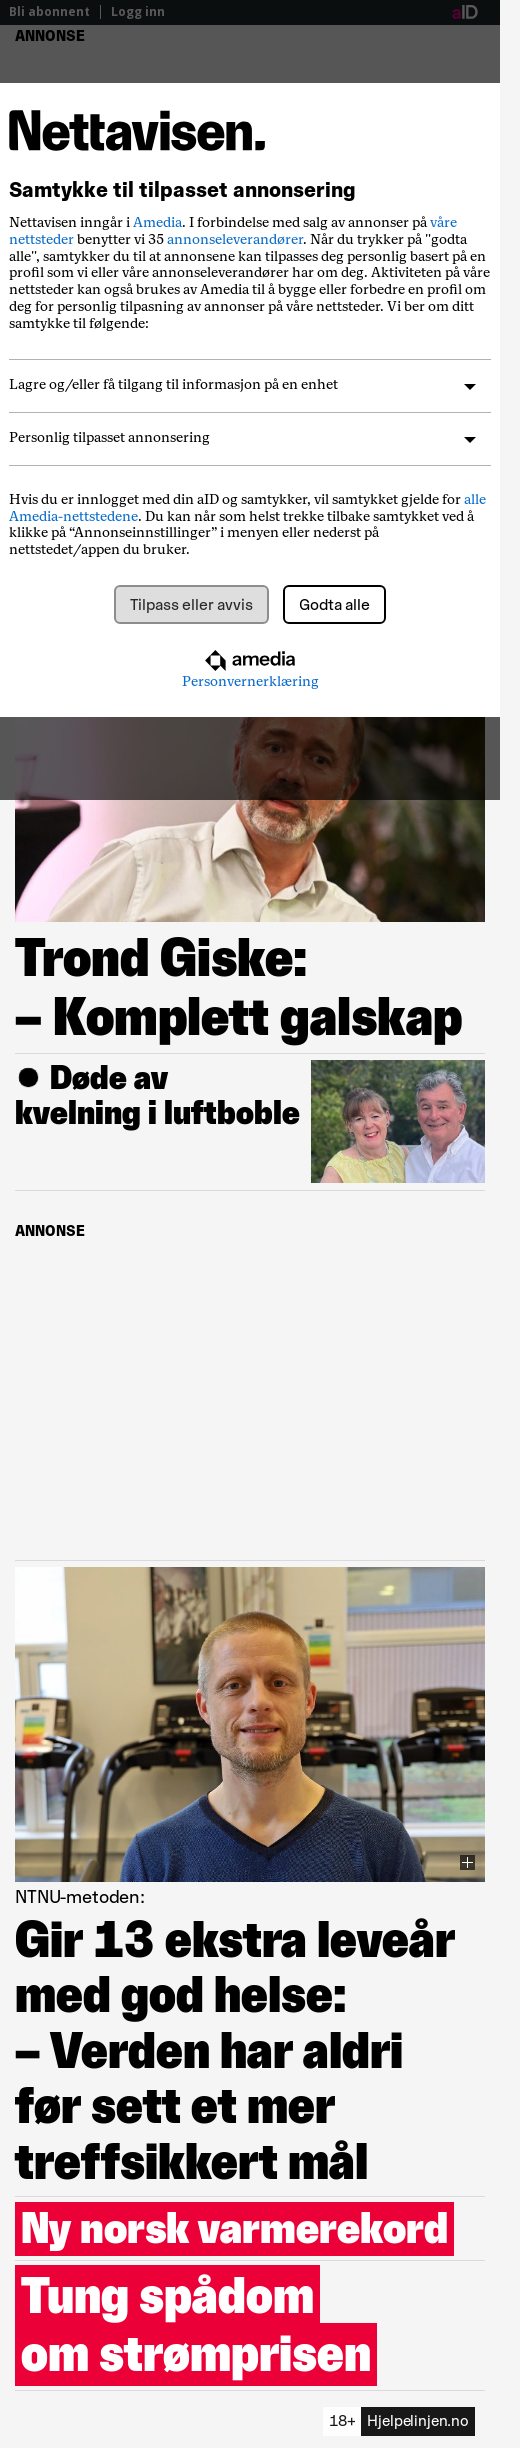 Bli abonnent | Logg inn aID
ANNONSE
Nettavisen.
Samtykke til tilpasset annonsering
Nettavisen inngår i Amedia. I forbindelse med salg av annonser på våre
nettsteder benytter vi 35 annonseleverandører. Når du trykker på "godta
alle", samtykker du til at annonsene kan tilpasses deg personlig basert på en
profil som vi eller våre annonseleverandører har om deg. Aktiviteten på våre
nettsteder kan også brukes av Amedia til å bygge eller forbedre en profil om
deg for personlig tilpasning av annonser på våre nettsteder. Vi ber om ditt
samtykke til følgende:
Lagre og/eller få tilgang til informasjon på en enhet
Personlig tilpasset annonsering
Hvis du er innlogget med din aID og samtykker, vil samtykket gjelde for alle
Amedia-nettstedene. Du kan når som helst trekke tilbake samtykket ved å
klikke på “Annonseinnstillinger” i menyen eller nederst på
nettstedet/appen du bruker.
Tilpass eller avvis Godta alle
amedia
Personvernerklæring
Trond Giske:
– Komplett galskap
● Døde av
kvelning i luftboble
ANNONSE
NTNU-metoden:
Gir 13 ekstra leveår
med god helse:
– Verden har aldri
før sett et mer
treffsikkert mål
Ny norsk varmerekord
Tung spådom
om strømprisen
18+ Hjelpelinjen.no